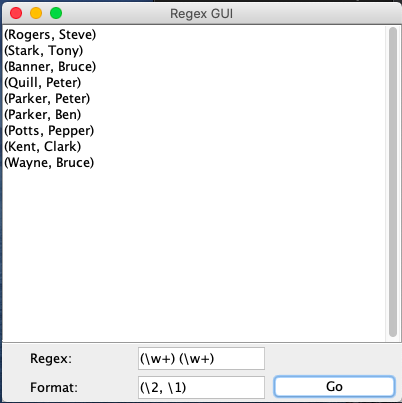 Regex GUI
(Rogers, Steve)
(Stark, Tony)
(Banner, Bruce)
(Quill, Peter)
(Parker, Peter)
(Parker, Ben)
(Potts, Pepper)
(Kent, Clark)
(Wayne, Bruce)
Regex: (\w+) (\w+)
Format: (\2, \1) Go